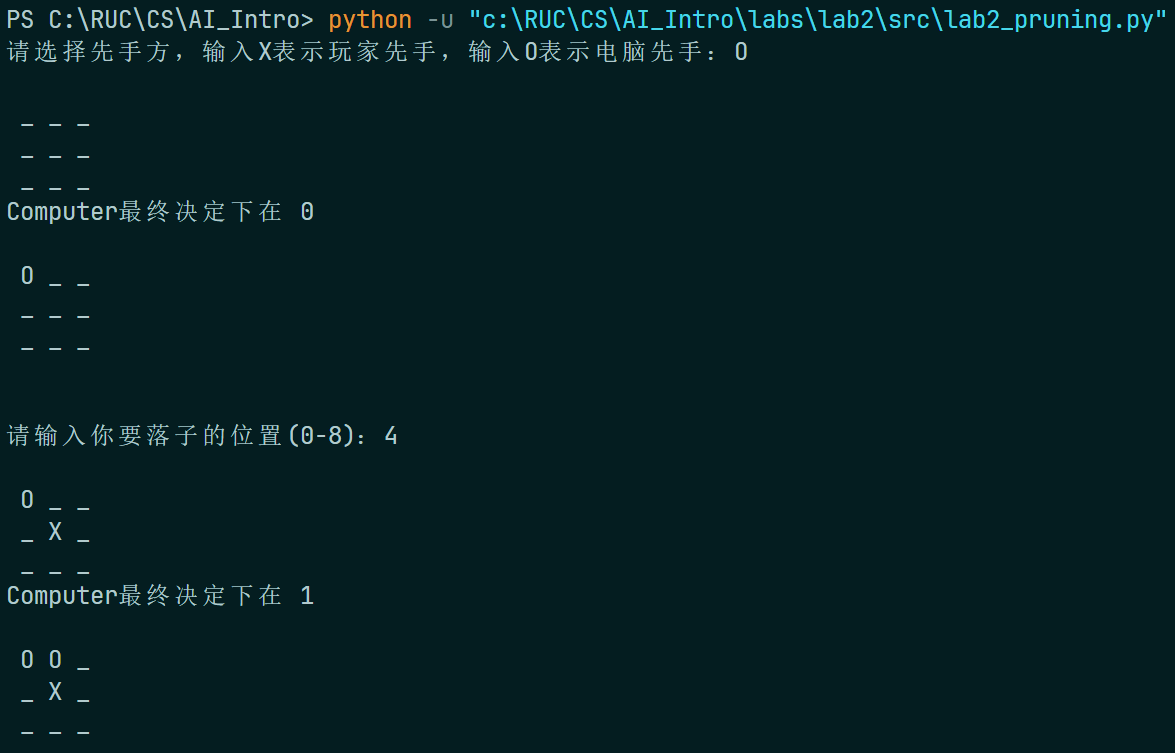 PS C:\RUC\CS\AI_Intro> python -u "c:\RUC\CS\AI_Intro\labs\lab2\src\lab2_pruning.py"
请选择先手方，输入X表示玩家先手，输入O表示电脑先手：O
_ _ _
_ _ _
_ _ _
Computer最终决定下在 0
O _ _
_ _ _
_ _ _
请输入你要落子的位置(0-8)：4
O _ _
_ X _
_ _ _
Computer最终决定下在 1
O O _
_ X _
_ _ _